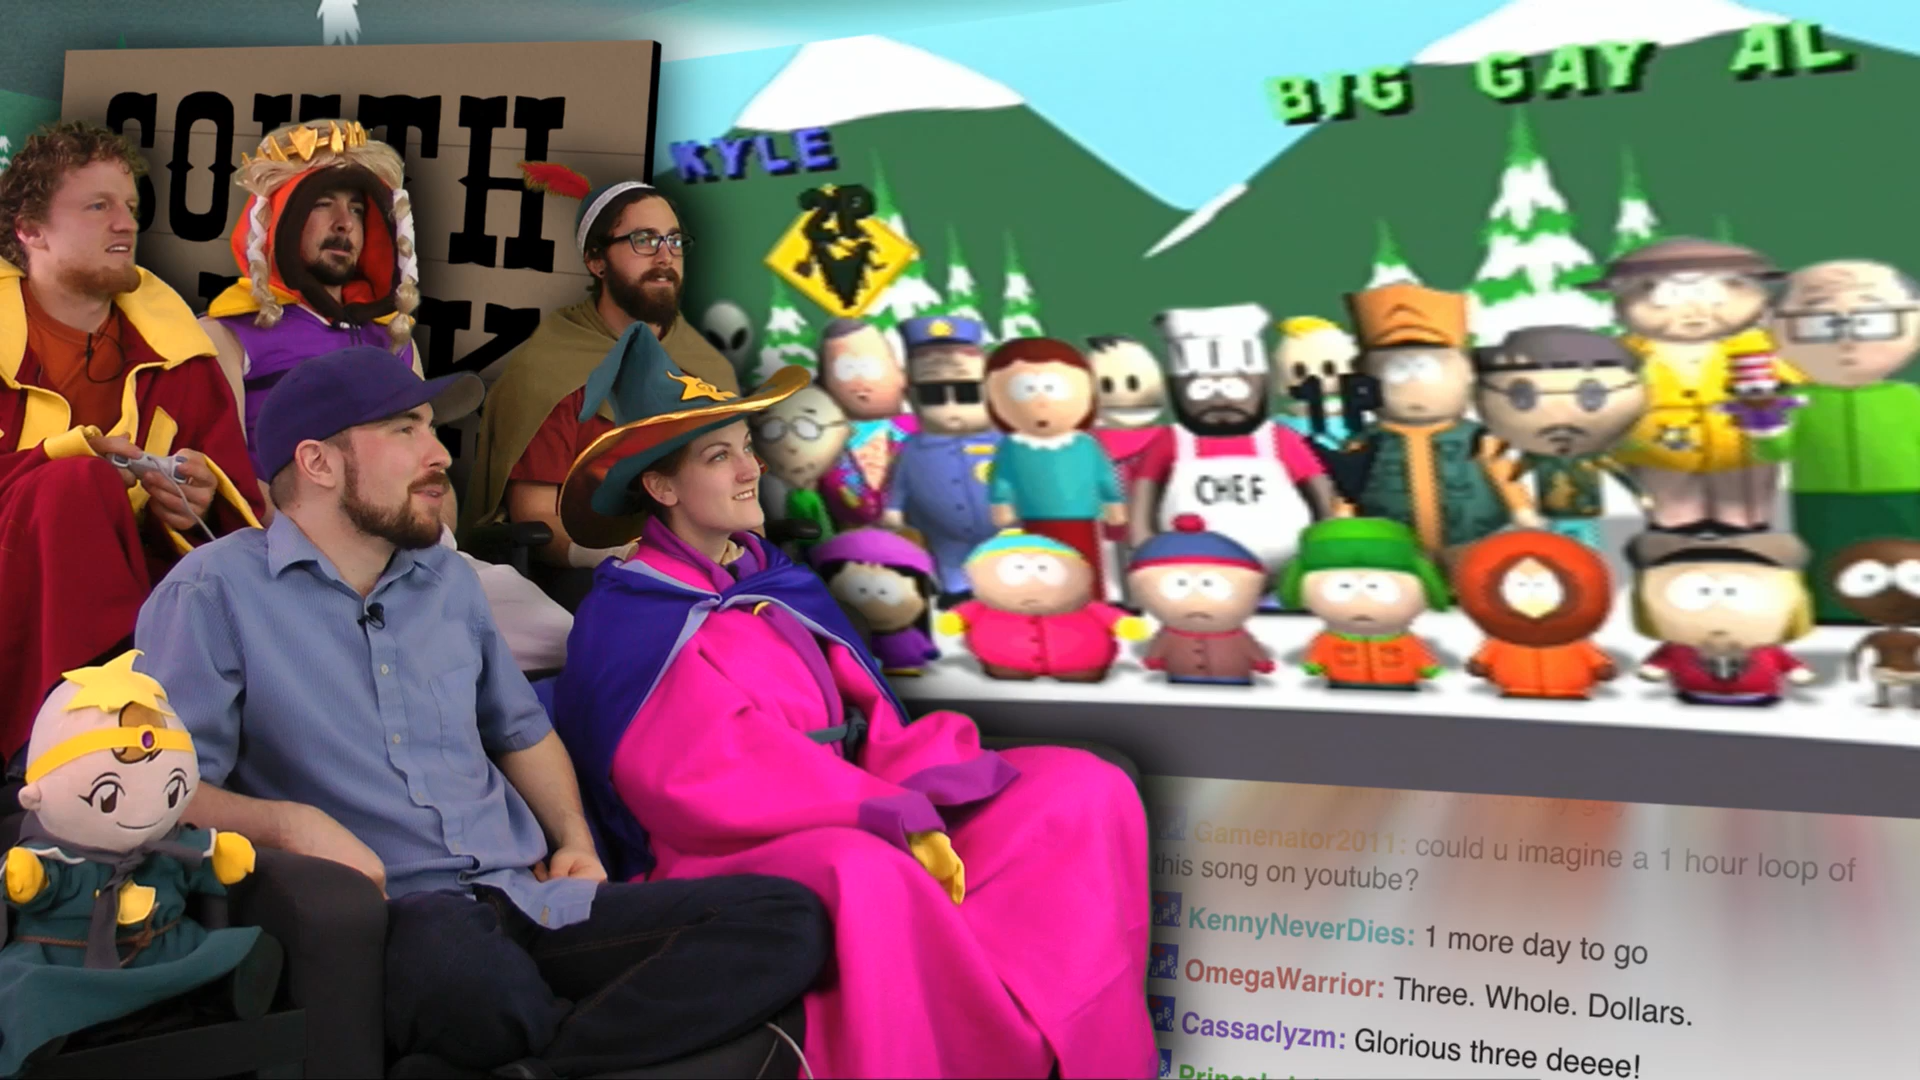 SOUTH
K
KYLE
BIG GAY AL
2P
1P
CHEF
Gamenator2011: could u imagine a 1 hour loop of
this song on youtube?
KennyNeverDies: 1 more day to go
OmegaWarrior: Three. Whole. Dollars.
Cassaclyzm: Glorious three deeee!